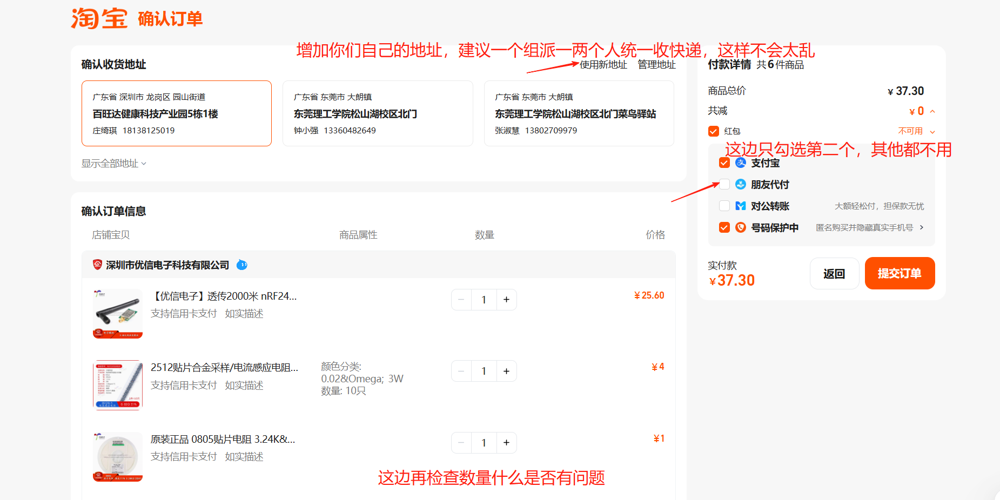 淘宝 确认订单
增加你们自己的地址，建议一个组派一两个人统一收快递，这样不会太乱
确认收货地址
使用新地址 管理地址
广东省 深圳市 龙岗区 园山街道
百旺达健康科技产业园5栋1楼
庄绮琪 18138125019
广东省 东莞市 大朗镇
东莞理工学院松山湖校区北门
钟小强 13360482649
广东省 东莞市 大朗镇
东莞理工学院松山湖校区北门菜鸟驿站
张淑慧 13802709979
显示全部地址
付款详情 共6件商品
商品总价 ￥37.30
共减 ￥0
红包 不可用
这边只勾选第二个，其他都不用
支付宝
朋友代付
对公转账 大额轻松付，担保款无忧
号码保护中 匿名购买并隐藏真实手机号
实付款
￥37.30
返回
提交订单
确认订单信息
店铺宝贝 商品属性 数量 价格
深圳市优信电子科技有限公司
【优信电子】透传2000米 nRF24...
支持信用卡支付 如实描述
− 1 +
￥25.60
2512贴片合金采样/电流感应电阻...
支持信用卡支付 如实描述
颜色分类:
0.02&Omega; 3W
数量: 10只
− 1 +
￥4
原装正品 0805贴片电阻 3.24K&...
支持信用卡支付 如实描述
− 1 +
￥1
这边再检查数量什么是否有问题